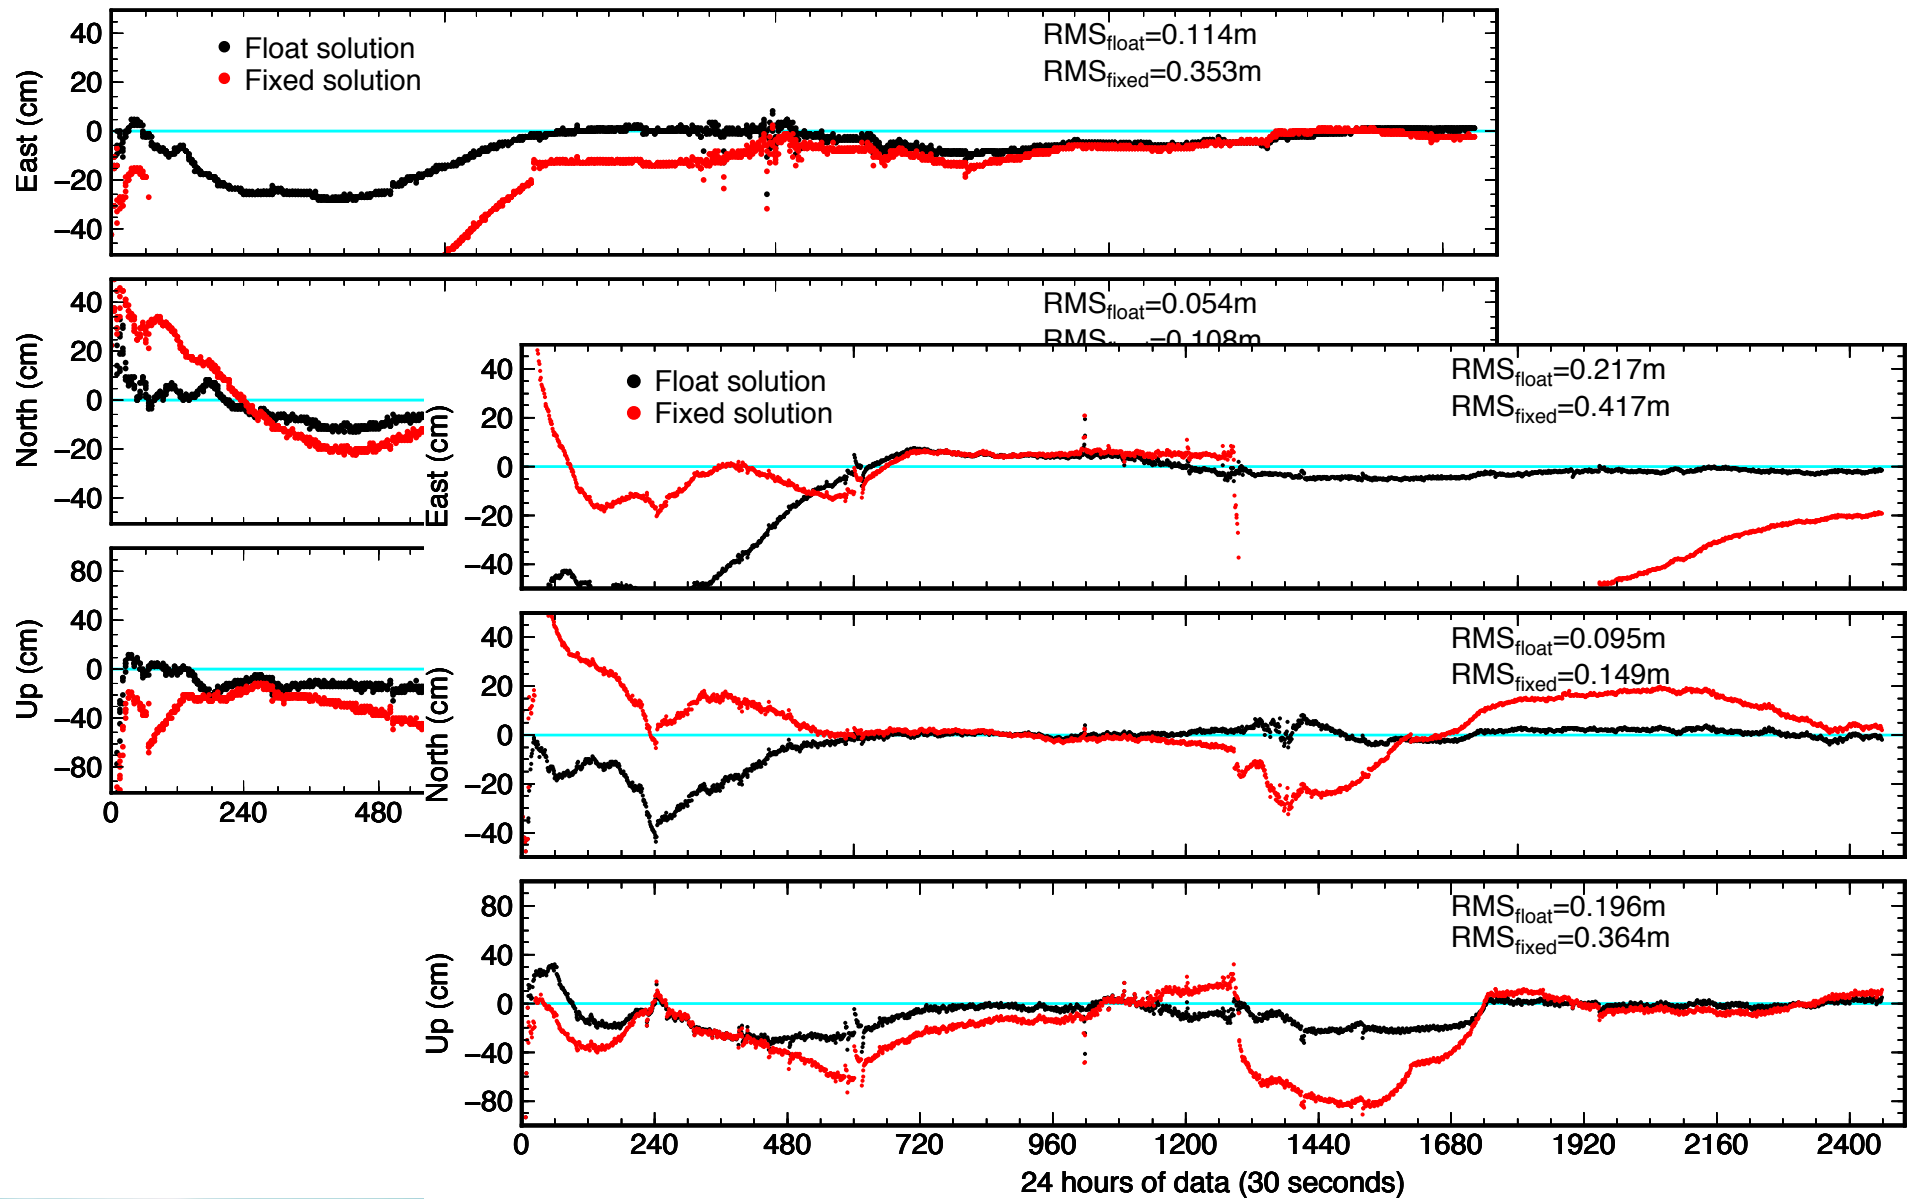 East (cm)
40
20
0
−20
−40
Float solution
Fixed solution
RMSfloat=0.114m
RMSfixed=0.353m
North (cm)
40
20
0
−20
−40
RMSfloat=0.054m
=0.108m
Up (cm)
80
40
0
−40
−80
0 240 480
East (cm)
40
20
0
−20
−40
Float solution
Fixed solution
RMSfloat=0.217m
RMSfixed=0.417m
North (cm)
40
20
0
−20
−40
RMSfloat=0.095m
RMSfixed=0.149m
Up (cm)
80
40
0
−40
−80
RMSfloat=0.196m
RMSfixed=0.364m
0 240 480 720 960 1200 1440 1680 1920 2160 2400
24 hours of data (30 seconds)